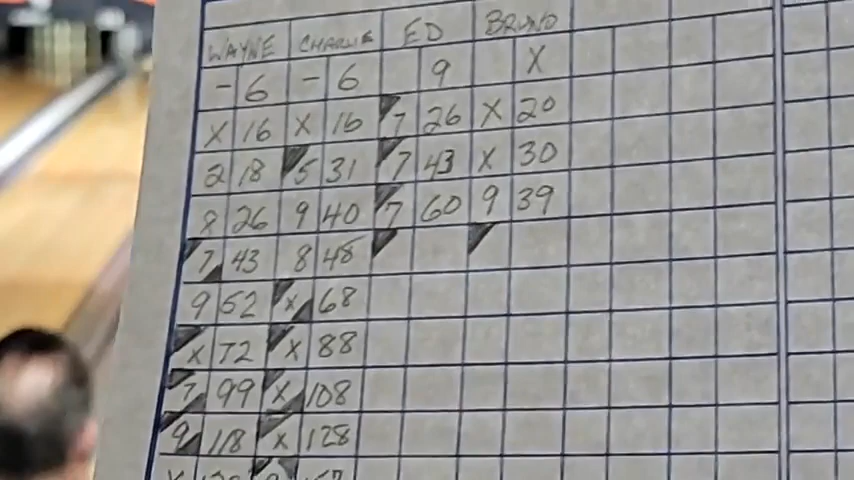 WAYNE CHARLIE ED BRUNO
- 6 - 6 9 X
X 16 X 16 7 26 X 20
2 18 5 31 7 43 X 30
8 26 9 40 7 60 9 39
7 43 8 48
9 52 X 68
X 72 X 88
7 99 X 108
9 118 X 128